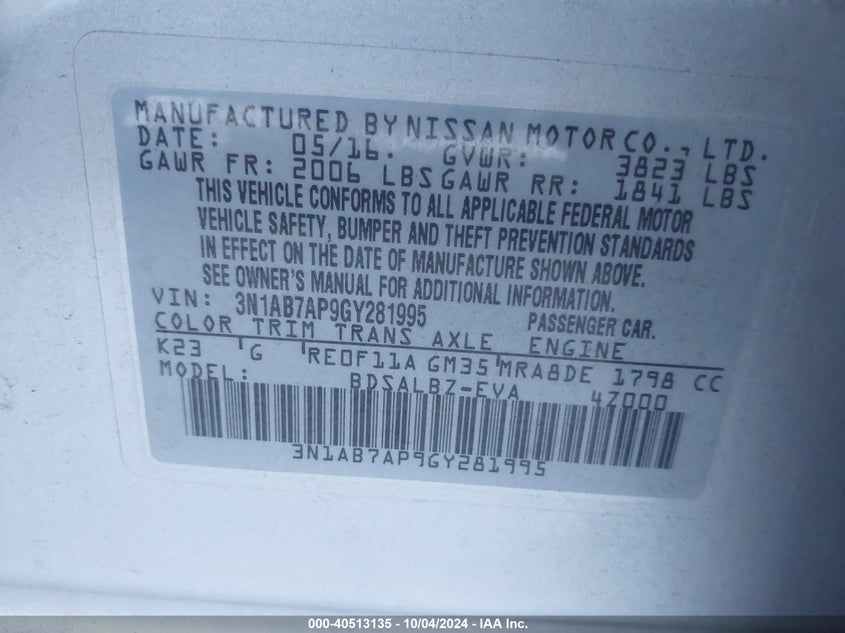 MANUFACTURED BY NISSAN MOTOR CO., LTD.
DATE: 05/16. GVWR: 3823 LBS
GAWR FR: 2006 LBS GAWR RR: 1841 LBS
THIS VEHICLE CONFORMS TO ALL APPLICABLE FEDERAL MOTOR
VEHICLE SAFETY, BUMPER AND THEFT PREVENTION STANDARDS
IN EFFECT ON THE DATE OF MANUFACTURE SHOWN ABOVE.
SEE OWNER'S MANUAL FOR ADDITIONAL INFORMATION.
VIN: 3N1AB7AP9GY281995 PASSENGER CAR.
COLOR TRIM TRANS AXLE ENGINE
K23 G RE0F11A GM35 MRA8DE 1798 CC
MODEL: BDSALBZ-EVA 4Z000
3N1AB7AP9GY281995
000-40513135 - 10/04/2024 - IAA Inc.